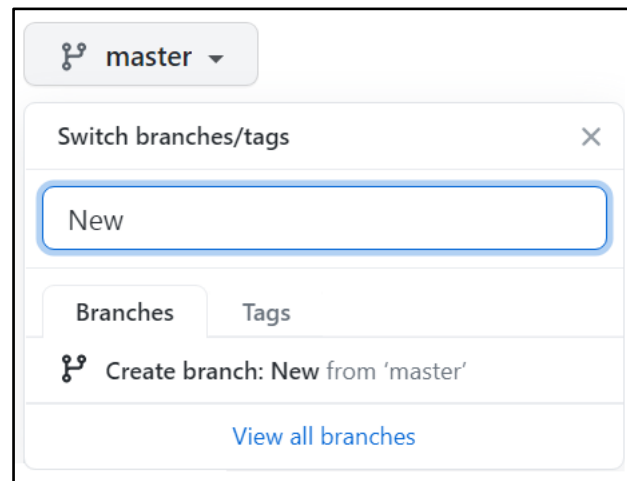 master
Switch branches/tags
New
Branches Tags
Create branch: New from ‘master’
View all branches